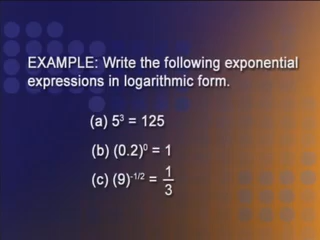 EXAMPLE: Write the following exponential
expressions in logarithmic form.
(a) 5³ = 125
(b) (0.2)⁰ = 1
(c) (9)⁻¹/² = 1/3